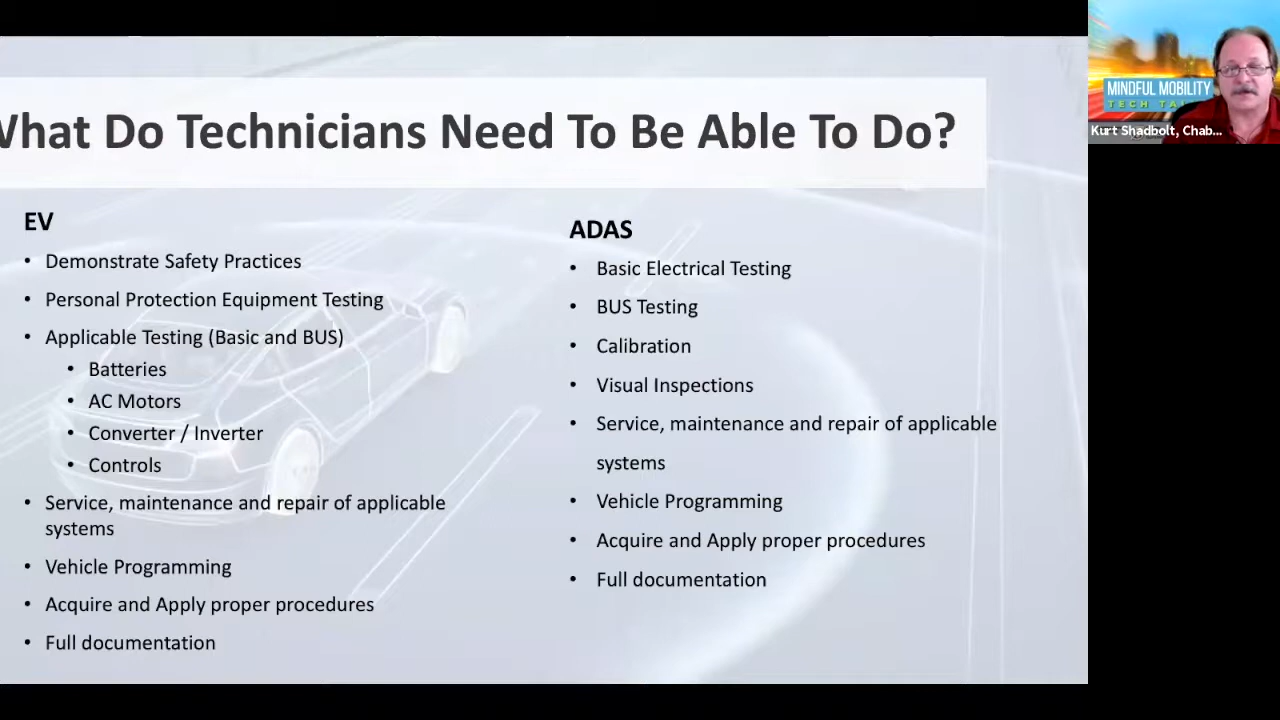 What Do Technicians Need To Be Able To Do?
EV
• Demonstrate Safety Practices
• Personal Protection Equipment Testing
• Applicable Testing (Basic and BUS)
• Batteries
• AC Motors
• Converter / Inverter
• Controls
• Service, maintenance and repair of applicable
systems
• Vehicle Programming
• Acquire and Apply proper procedures
• Full documentation
ADAS
• Basic Electrical Testing
• BUS Testing
• Calibration
• Visual Inspections
• Service, maintenance and repair of applicable
systems
• Vehicle Programming
• Acquire and Apply proper procedures
• Full documentation
MINDFUL MOBILITY
TECH
Kurt Shadbolt, Chab...